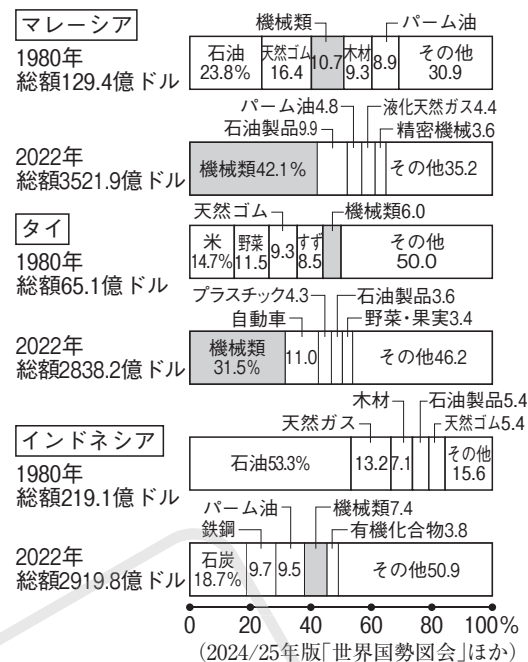 マレーシア
機械類
パーム油
1980年
総額129.4億ドル
石油
23.8%
天然ゴム
16.4
10.7
木材
9.3
8.9
その他
30.9
パーム油4.8
液化天然ガス4.4
石油製品9.9
精密機械3.6
2022年
総額3521.9億ドル
機械類42.1%
その他35.2
タイ
天然ゴム
機械類6.0
1980年
総額65.1億ドル
米
14.7%
野菜
11.5
9.3
すず
8.5
その他
50.0
プラスチック4.3
石油製品3.6
自動車
野菜・果実3.4
2022年
総額2838.2億ドル
機械類
31.5%
11.0
その他46.2
インドネシア
木材
石油製品5.4
天然ガス
天然ゴム5.4
1980年
総額219.1億ドル
石油53.3%
13.2
7.1
その他
15.6
パーム油
機械類7.4
鉄鋼
有機化合物3.8
2022年
総額2919.8億ドル
石炭
18.7%
9.7
9.5
その他50.9
0 20 40 60 80 100%
(2024/25年版「世界国勢図会」ほか)